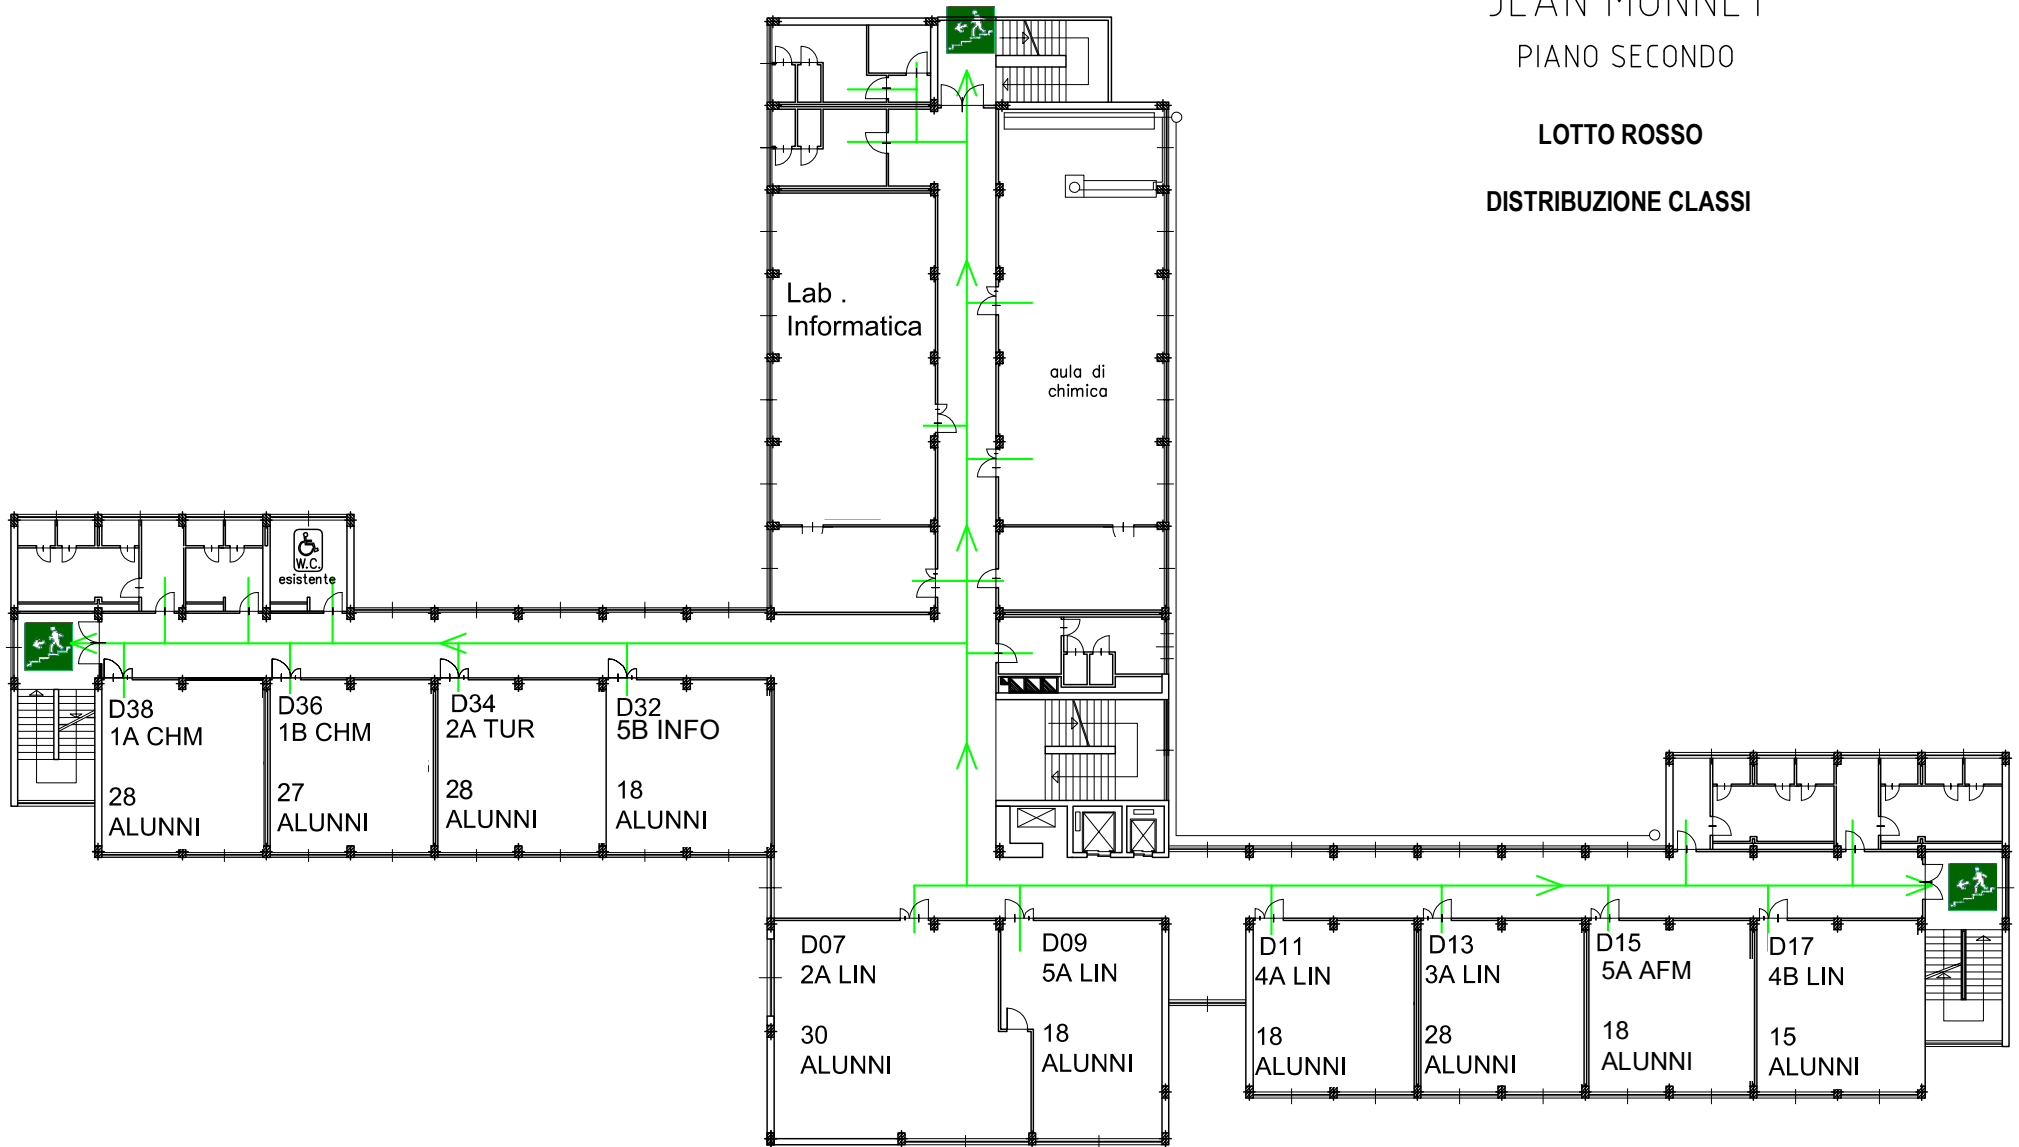 JEAN MONNET
PIANO SECONDO
LOTTO ROSSO
DISTRIBUZIONE CLASSI
Lab .
Informatica
aula di
chimica
W.C.
esistente
D38
1A CHM
28
ALUNNI
D36
1B CHM
27
ALUNNI
D34
2A TUR
28
ALUNNI
D32
5B INFO
18
ALUNNI
D07
2A LIN
30
ALUNNI
D09
5A LIN
18
ALUNNI
D11
4A LIN
18
ALUNNI
D13
3A LIN
28
ALUNNI
D15
5A AFM
18
ALUNNI
D17
4B LIN
15
ALUNNI